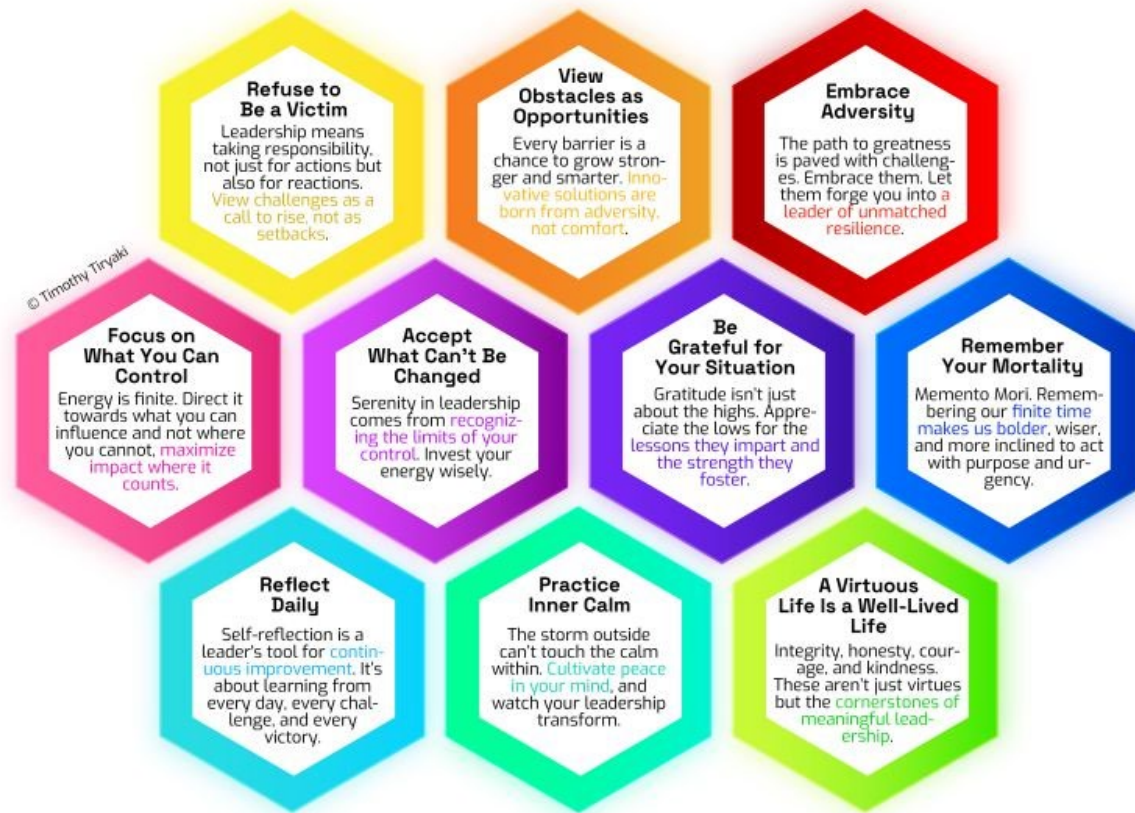 Refuse to
Be a Victim
Leadership means
taking responsibility,
not just for actions but
also for reactions.
View challenges as a
call to rise, not as
setbacks.
View
Obstacles as
Opportunities
Every barrier is a
chance to grow stron-
ger and smarter. Inno-
vative solutions are
born from adversity,
not comfort.
Embrace
Adversity
The path to greatness
is paved with challeng-
es. Embrace them. Let
them forge you into a
leader of unmatched
resilience.
© Timothy Tiryaki
Focus on
What You Can
Control
Energy is finite. Direct it
towards what you can
influence and not where
you cannot, maximize
impact where it
counts.
Accept
What Can't Be
Changed
Serenity in leadership
comes from recogniz-
ing the limits of your
control. Invest your
energy wisely.
Be
Grateful for
Your Situation
Gratitude isn't just
about the highs. Appre-
ciate the lows for the
lessons they impart and
the strength they
foster.
Remember
Your Mortality
Memento Mori. Remem-
bering our finite time
makes us bolder, wiser,
and more inclined to act
with purpose and ur-
gency.
Reflect
Daily
Self-reflection is a
leader's tool for contin-
uous improvement. It's
about learning from
every day, every chal-
lenge, and every
victory.
Practice
Inner Calm
The storm outside
can't touch the calm
within. Cultivate peace
in your mind, and
watch your leadership
transform.
A Virtuous
Life Is a Well-Lived
Life
Integrity, honesty, cour-
age, and kindness.
These aren't just virtues
but the cornerstones of
meaningful lead-
ership.